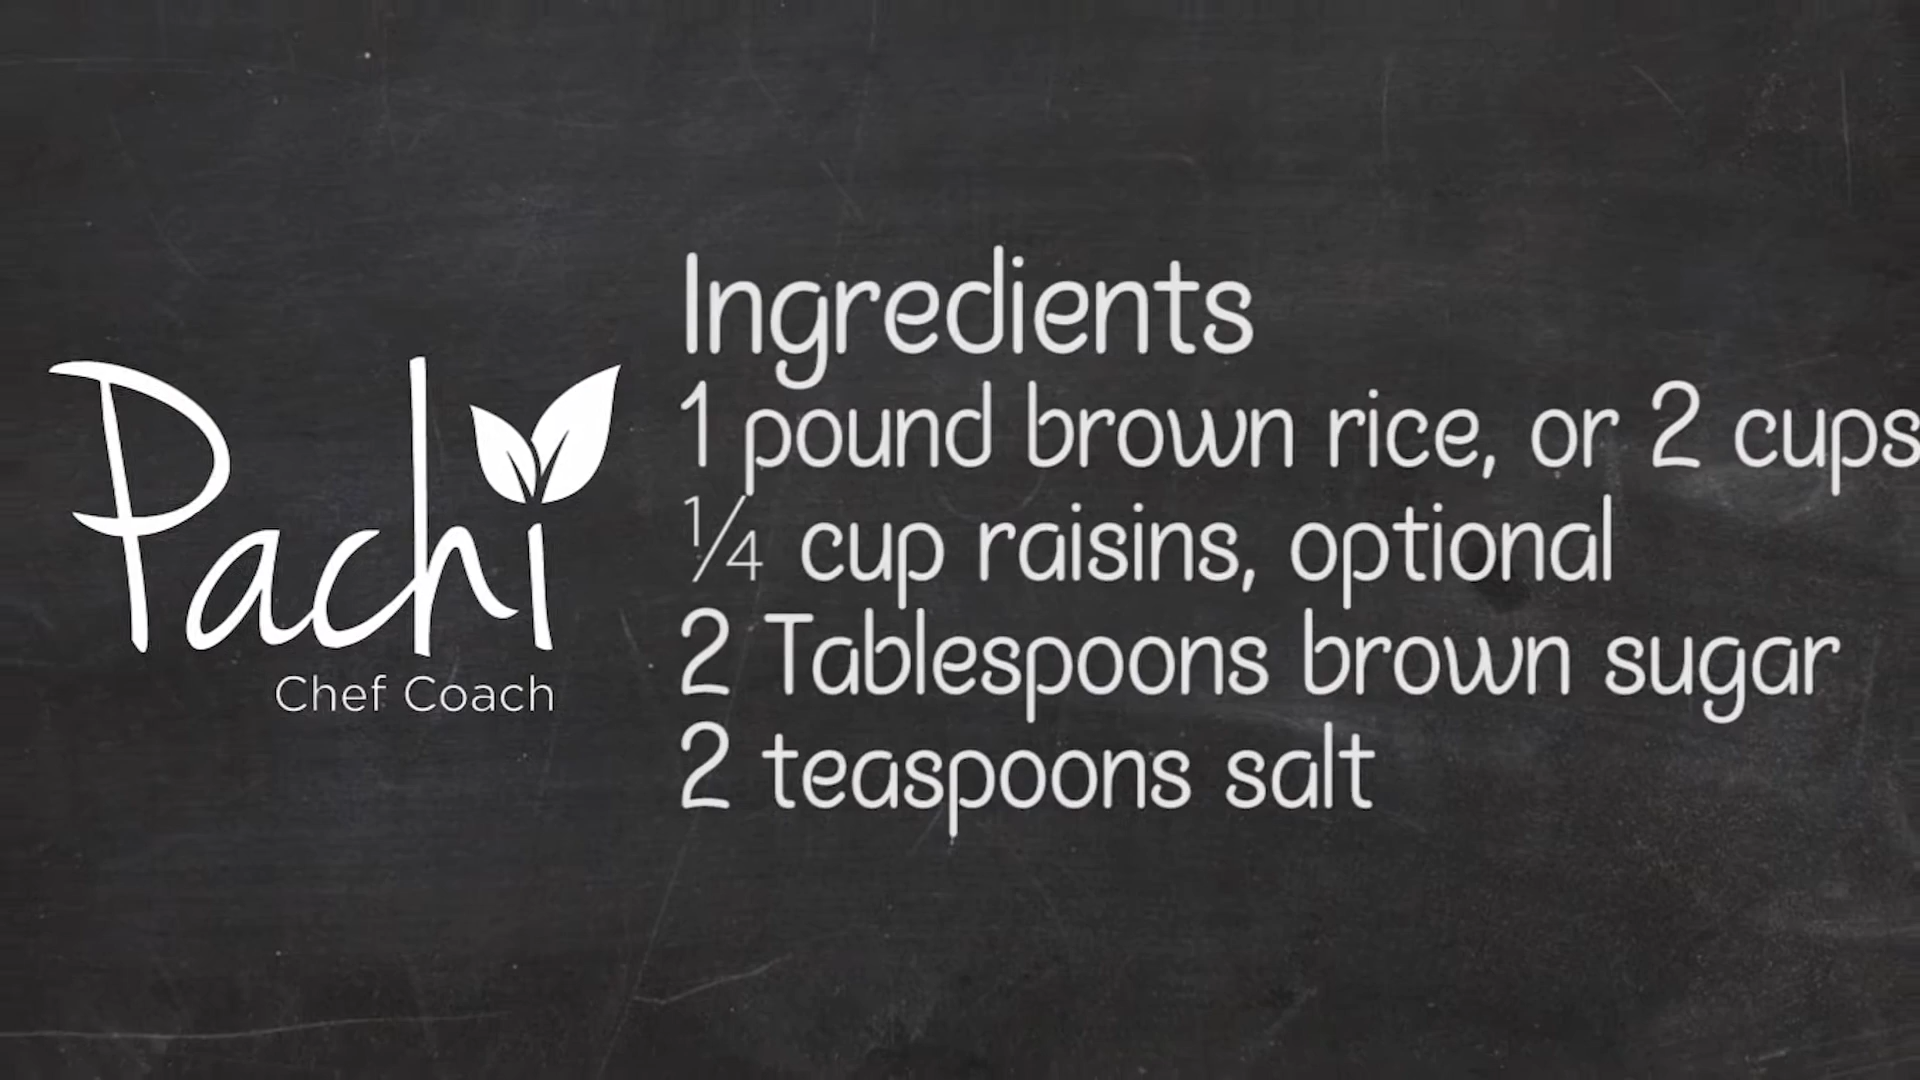 Pachi
Chef Coach
Ingredients
1 pound brown rice, or 2 cups
¼ cup raisins, optional
2 Tablespoons brown sugar
2 teaspoons salt